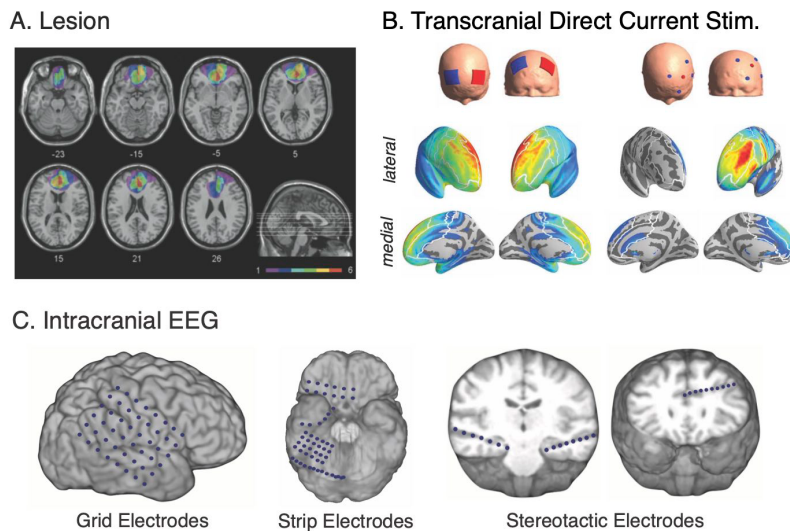 A. Lesion
B. Transcranial Direct Current Stim.
-23 -15 -5 5
15 21 26
1 6
lateral
medial
C. Intracranial EEG
Grid Electrodes
Strip Electrodes
Stereotactic Electrodes